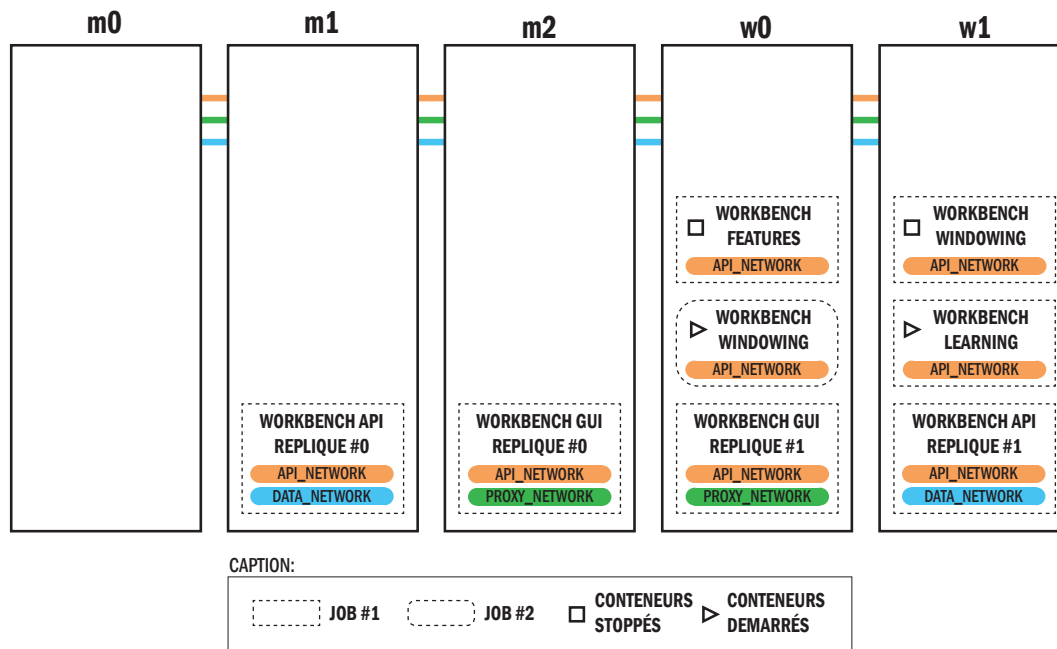 m0
m1
m2
w0
w1
WORKBENCH
FEATURES
API_NETWORK
WORKBENCH
WINDOWING
API_NETWORK
WORKBENCH
WINDOWING
API_NETWORK
WORKBENCH
LEARNING
API_NETWORK
WORKBENCH API
REPLIQUE #0
API_NETWORK
DATA_NETWORK
WORKBENCH GUI
REPLIQUE #0
API_NETWORK
PROXY_NETWORK
WORKBENCH GUI
REPLIQUE #1
API_NETWORK
PROXY_NETWORK
WORKBENCH API
REPLIQUE #1
API_NETWORK
DATA_NETWORK
CAPTION:
JOB #1
JOB #2
CONTENEURS
STOPPÉS
CONTENEURS
DEMARRÉS